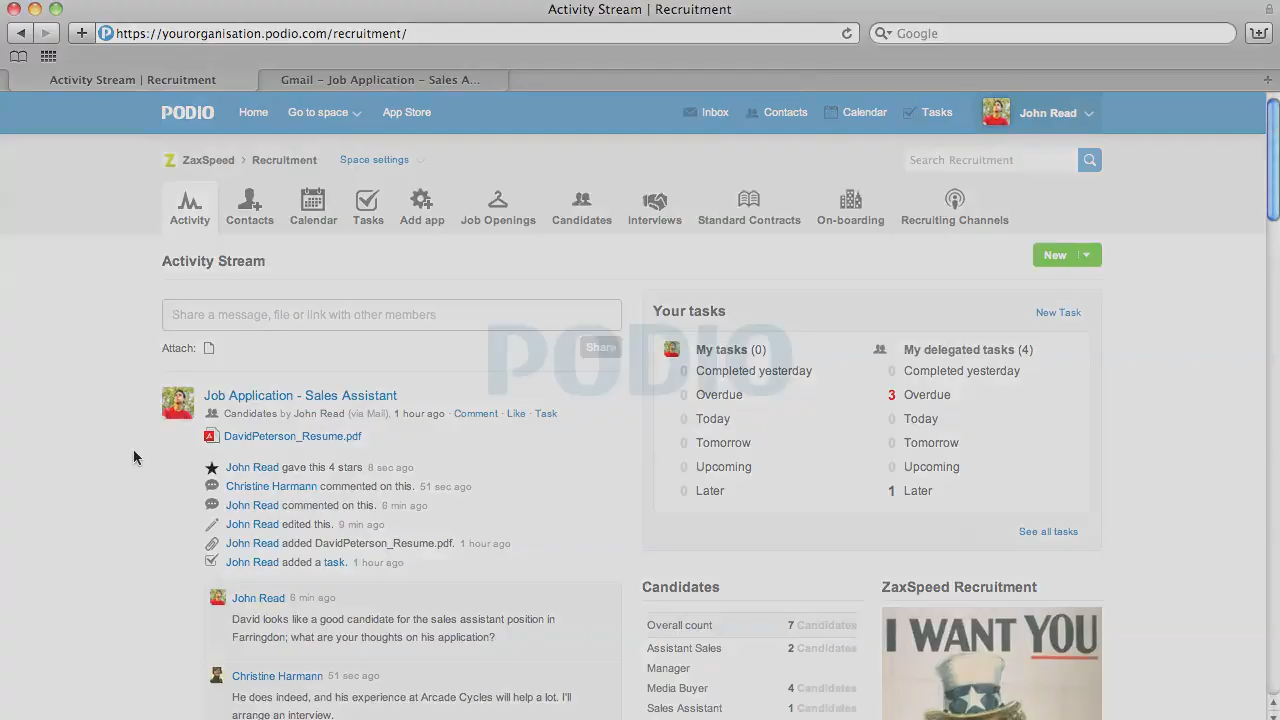 Activity Stream | Recruitment
https://yourorganisation.podio.com/recruitment/
Google
Activity Stream | Recruitment
Gmail – Job Application – Sales A...
PODIO
Home
Go to space
App Store
Inbox
Contacts
Calendar
Tasks
John Read
ZaxSpeed › Recruitment
Space settings
Search Recruitment
Activity
Contacts
Calendar
Tasks
Add app
Job Openings
Candidates
Interviews
Standard Contracts
On-boarding
Recruiting Channels
Activity Stream
New
Share a message, file or link with other members
Attach:
Share
PODIO
Job Application - Sales Assistant
Candidates by John Read (via Mail), 1 hour ago · Comment · Like · Task
DavidPeterson_Resume.pdf
John Read gave this 4 stars 8 sec ago
Christine Harmann commented on this. 51 sec ago
John Read commented on this. 6 min ago
John Read edited this. 9 min ago
John Read added DavidPeterson_Resume.pdf. 1 hour ago
John Read added a task. 1 hour ago
John Read 6 min ago
David looks like a good candidate for the sales assistant position in
Farringdon; what are your thoughts on his application?
Christine Harmann 51 sec ago
He does indeed, and his experience at Arcade Cycles will help a lot. I'll
arrange an interview.
Your tasks
New Task
My tasks (0)
0 Completed yesterday
0 Overdue
0 Today
0 Tomorrow
0 Upcoming
0 Later
My delegated tasks (4)
0 Completed yesterday
3 Overdue
0 Today
0 Tomorrow
0 Upcoming
1 Later
See all tasks
Candidates
Overall count 7 Candidates
Assistant Sales 2 Candidates
Manager
Media Buyer 4 Candidates
Sales Assistant 1 Candidates
ZaxSpeed Recruitment
I WANT YOU